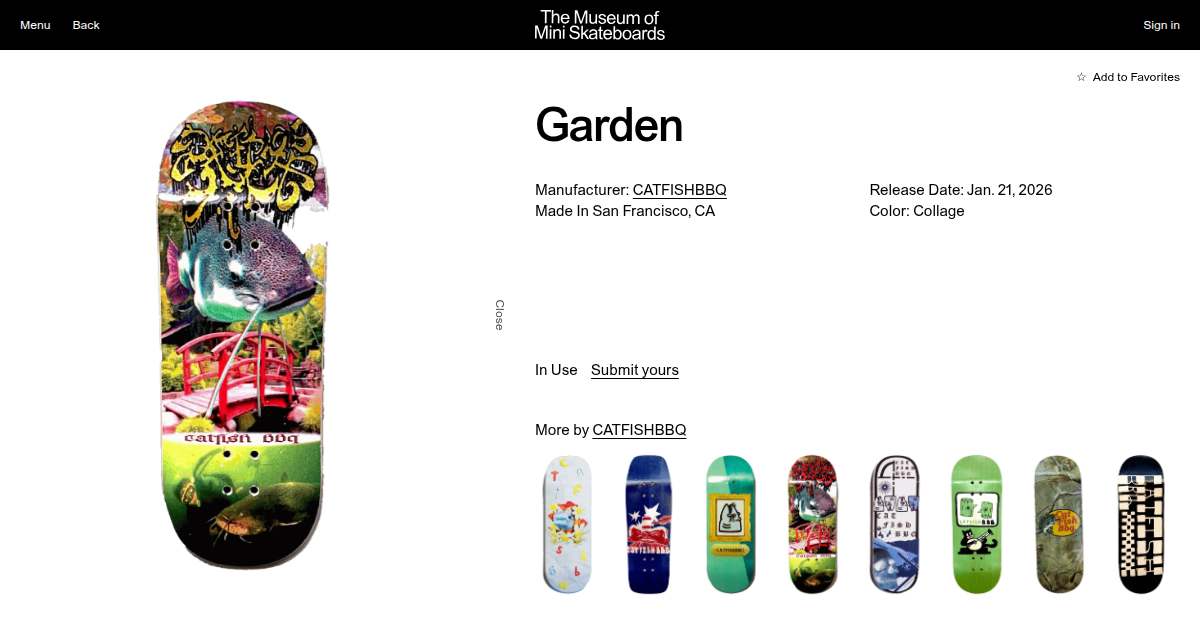 Menu
Back
The Museum of
Mini Skateboards
Sign in
☆ Add to Favorites
Garden
Manufacturer: CATFISHBBQ
Made In San Francisco, CA
Release Date: Jan. 21, 2026
Color: Collage
Close
catfish BBQ
In Use Submit yours
More by CATFISHBBQ